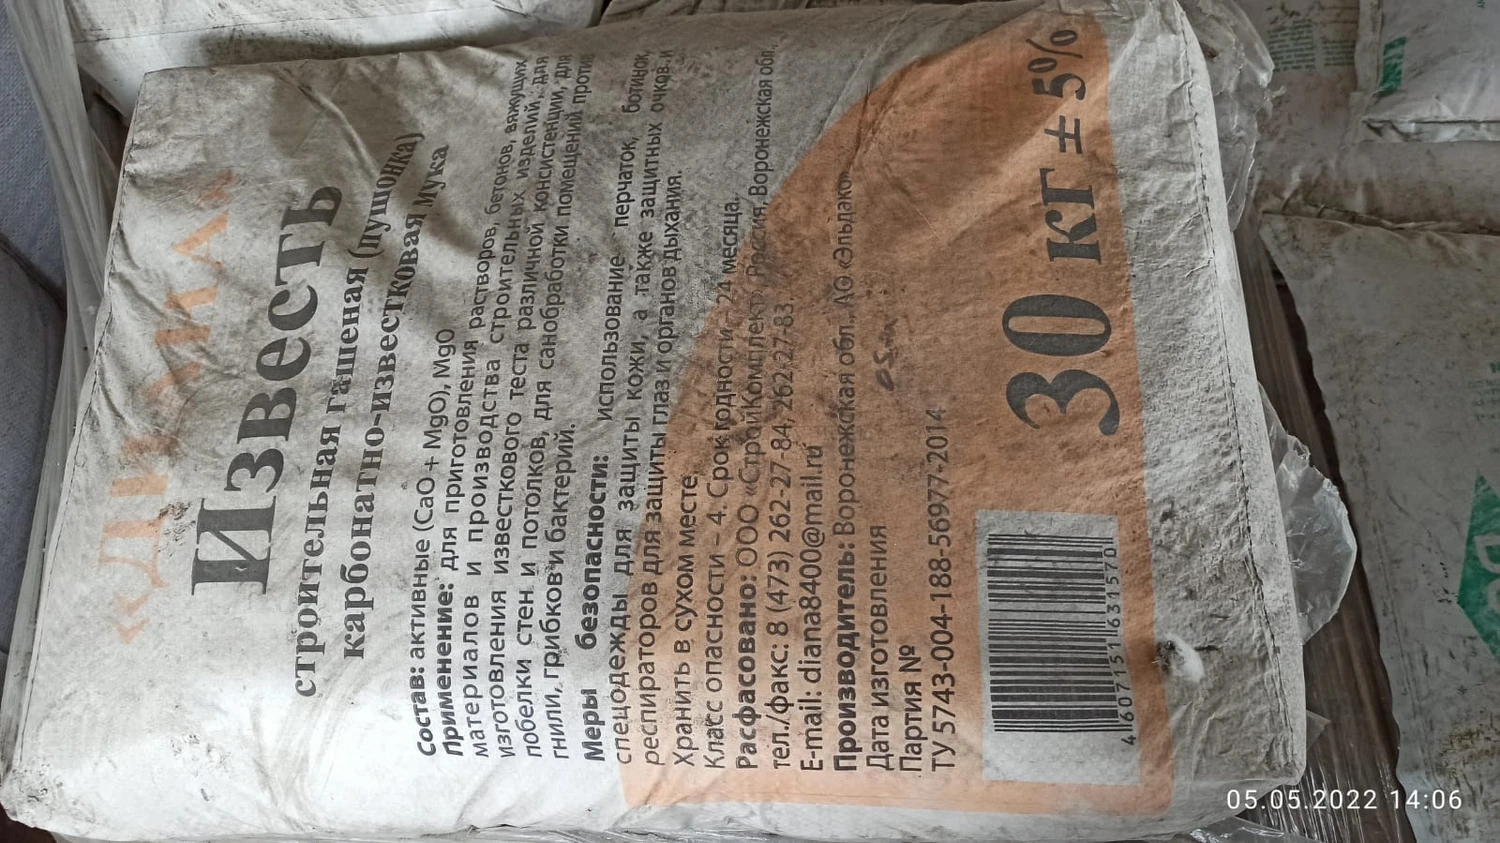 «ДИАНА»
Известь
строительная гашеная (пушонка)
карбонатно-известковая мука
Состав: активные (CaO + MgO), MgO
Применение: для приготовления растворов, бетонов, вяжущих
материалов и производства строительных изделий, для
изготовления известкового теста различной консистенции, для
побелки стен и потолков, для санобработки помещений против
гнили, грибков и бактерий.
Меры безопасности: использование перчаток, ботинок,
спецодежды для защиты кожи, а также защитных очков и
респираторов для защиты глаз и органов дыхания.
Хранить в сухом месте.
Класс опасности – 4. Срок годности – 24 месяца.
Расфасовано: ООО «СтройКомплект», Россия, Воронежская обл.,
тел./факс: 8 (473) 262-27-84, 262-27-83,
E-mail: diana8400@mail.ru
Производитель: Воронежская обл., АО «Эльдако»
Дата изготовления
Партия №
ТУ 5743-004-188-56977-2014
30 кг ± 5%
4 607151 631570
05.05.2022 14:06